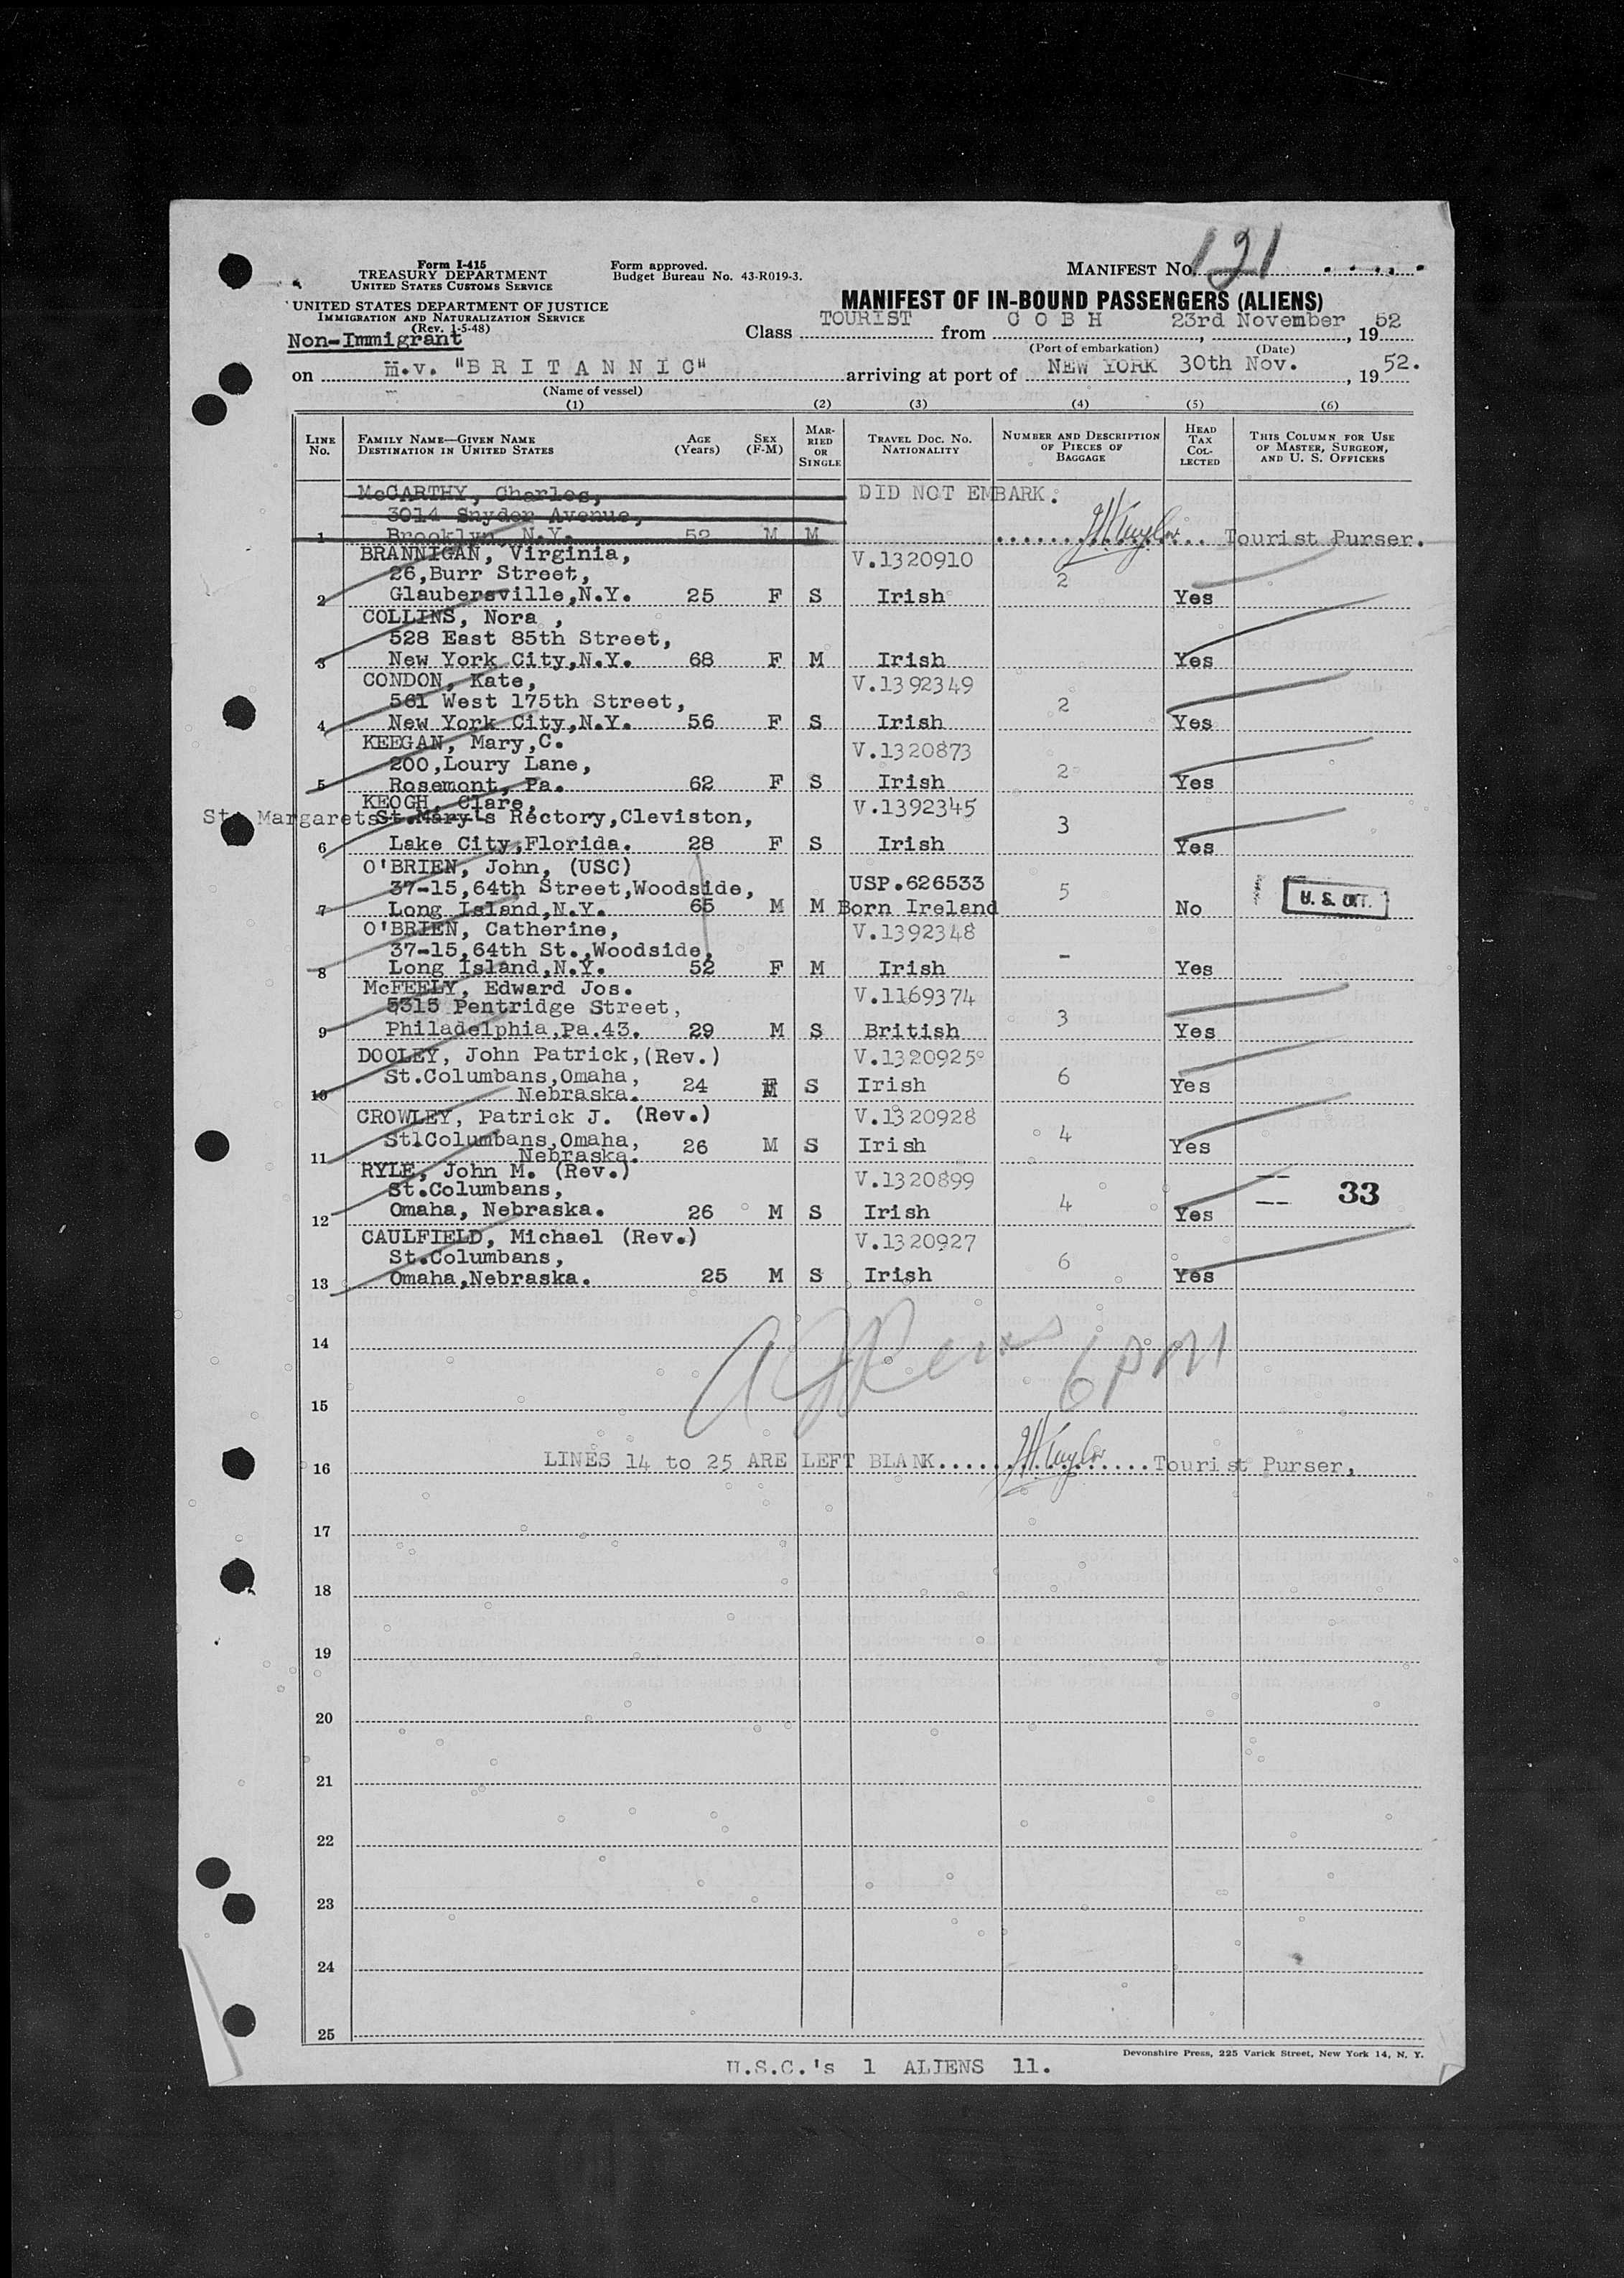 Form I-415
TREASURY DEPARTMENT
UNITED STATES CUSTOMS SERVICE
Form approved.
Budget Bureau No. 43-R019-3.
MANIFEST No. 121
UNITED STATES DEPARTMENT OF JUSTICE
IMMIGRATION AND NATURALIZATION SERVICE
(Rev. 1-5-48)
Non-Immigrant
MANIFEST OF IN-BOUND PASSENGERS (ALIENS)
Class TOURIST from C O B H 23rd November, 1952
(Port of embarkation) (Date)
on m.v. "B R I T A N N I C" arriving at port of NEW YORK 30th Nov., 1952.
(Name of vessel)
(1) (2) (3) (4) (5) (6)
LINE No. FAMILY NAME—GIVEN NAME DESTINATION IN UNITED STATES AGE (Years) SEX (F-M) MARRIED OR SINGLE TRAVEL DOC. No. NATIONALITY NUMBER AND DESCRIPTION OF PIECES OF BAGGAGE HEAD TAX COLLECTED THIS COLUMN FOR USE OF MASTER, SURGEON, AND U. S. OFFICERS
McCARTHY, Charles, DID NOT EMBARK.
3014 Snyder Avenue,
1 Brooklyn, N.Y. 52 M M Tourist Purser.
BRANNIGAN, Virginia, V.1320910
26,Burr Street, 2
2 Glaubersville,N.Y. 25 F S Irish Yes
COLLINS, Nora ,
528 East 85th Street,
3 New York City,N.Y. 68 F M Irish Yes
CONDON, Kate, V.1392349
561 West 175th Street, 2
4 New York City,N.Y. 56 F S Irish Yes
KEEGAN, Mary,C. V.1320873
200,Loury Lane, 2
5 Rosemont, Pa. 62 F S Irish Yes
KEOGH, Clare, V.1392345
St. Margarets St.Mary's Rectory,Cleviston, 3
6 Lake City,Florida. 28 F S Irish Yes
O'BRIEN, John, (USC)
37-15,64th Street,Woodside, USP.626533 5
7 Long Island,N.Y. 65 M M Born Ireland No U. S. CIT.
O'BRIEN, Catherine, V.1392348
37-15,64th St.,Woodside, -
8 Long Island,N.Y. 52 F M Irish Yes
McFEELY, Edward Jos. V.1169374
5315 Pentridge Street, 3
9 Philadelphia,Pa.43. 29 M S British Yes
DOOLEY, John Patrick,(Rev.) V.1320925
St.Columbans,Omaha, 24 M S Irish 6 Yes
10 Nebraska.
CROWLEY, Patrick J. (Rev.) V.1320928
St1Columbans,Omaha, 26 M S Irish 4 Yes
11 Nebraska.
RYLE, John M. (Rev.) V.1320899
St.Columbans, 4 33
12 Omaha, Nebraska. 26 M S Irish Yes
CAULFIELD, Michael (Rev.) V.1320927
St.Columbans, 6
13 Omaha,Nebraska. 25 M S Irish Yes
14
6 PM
15
16 LINES 14 to 25 ARE LEFT BLANK.... Tourist Purser,
17
18
19
20
21
22
23
24
25
Devonshire Press, 225 Varick Street, New York 14, N. Y.
U.S.C.'s 1 ALIENS 11.